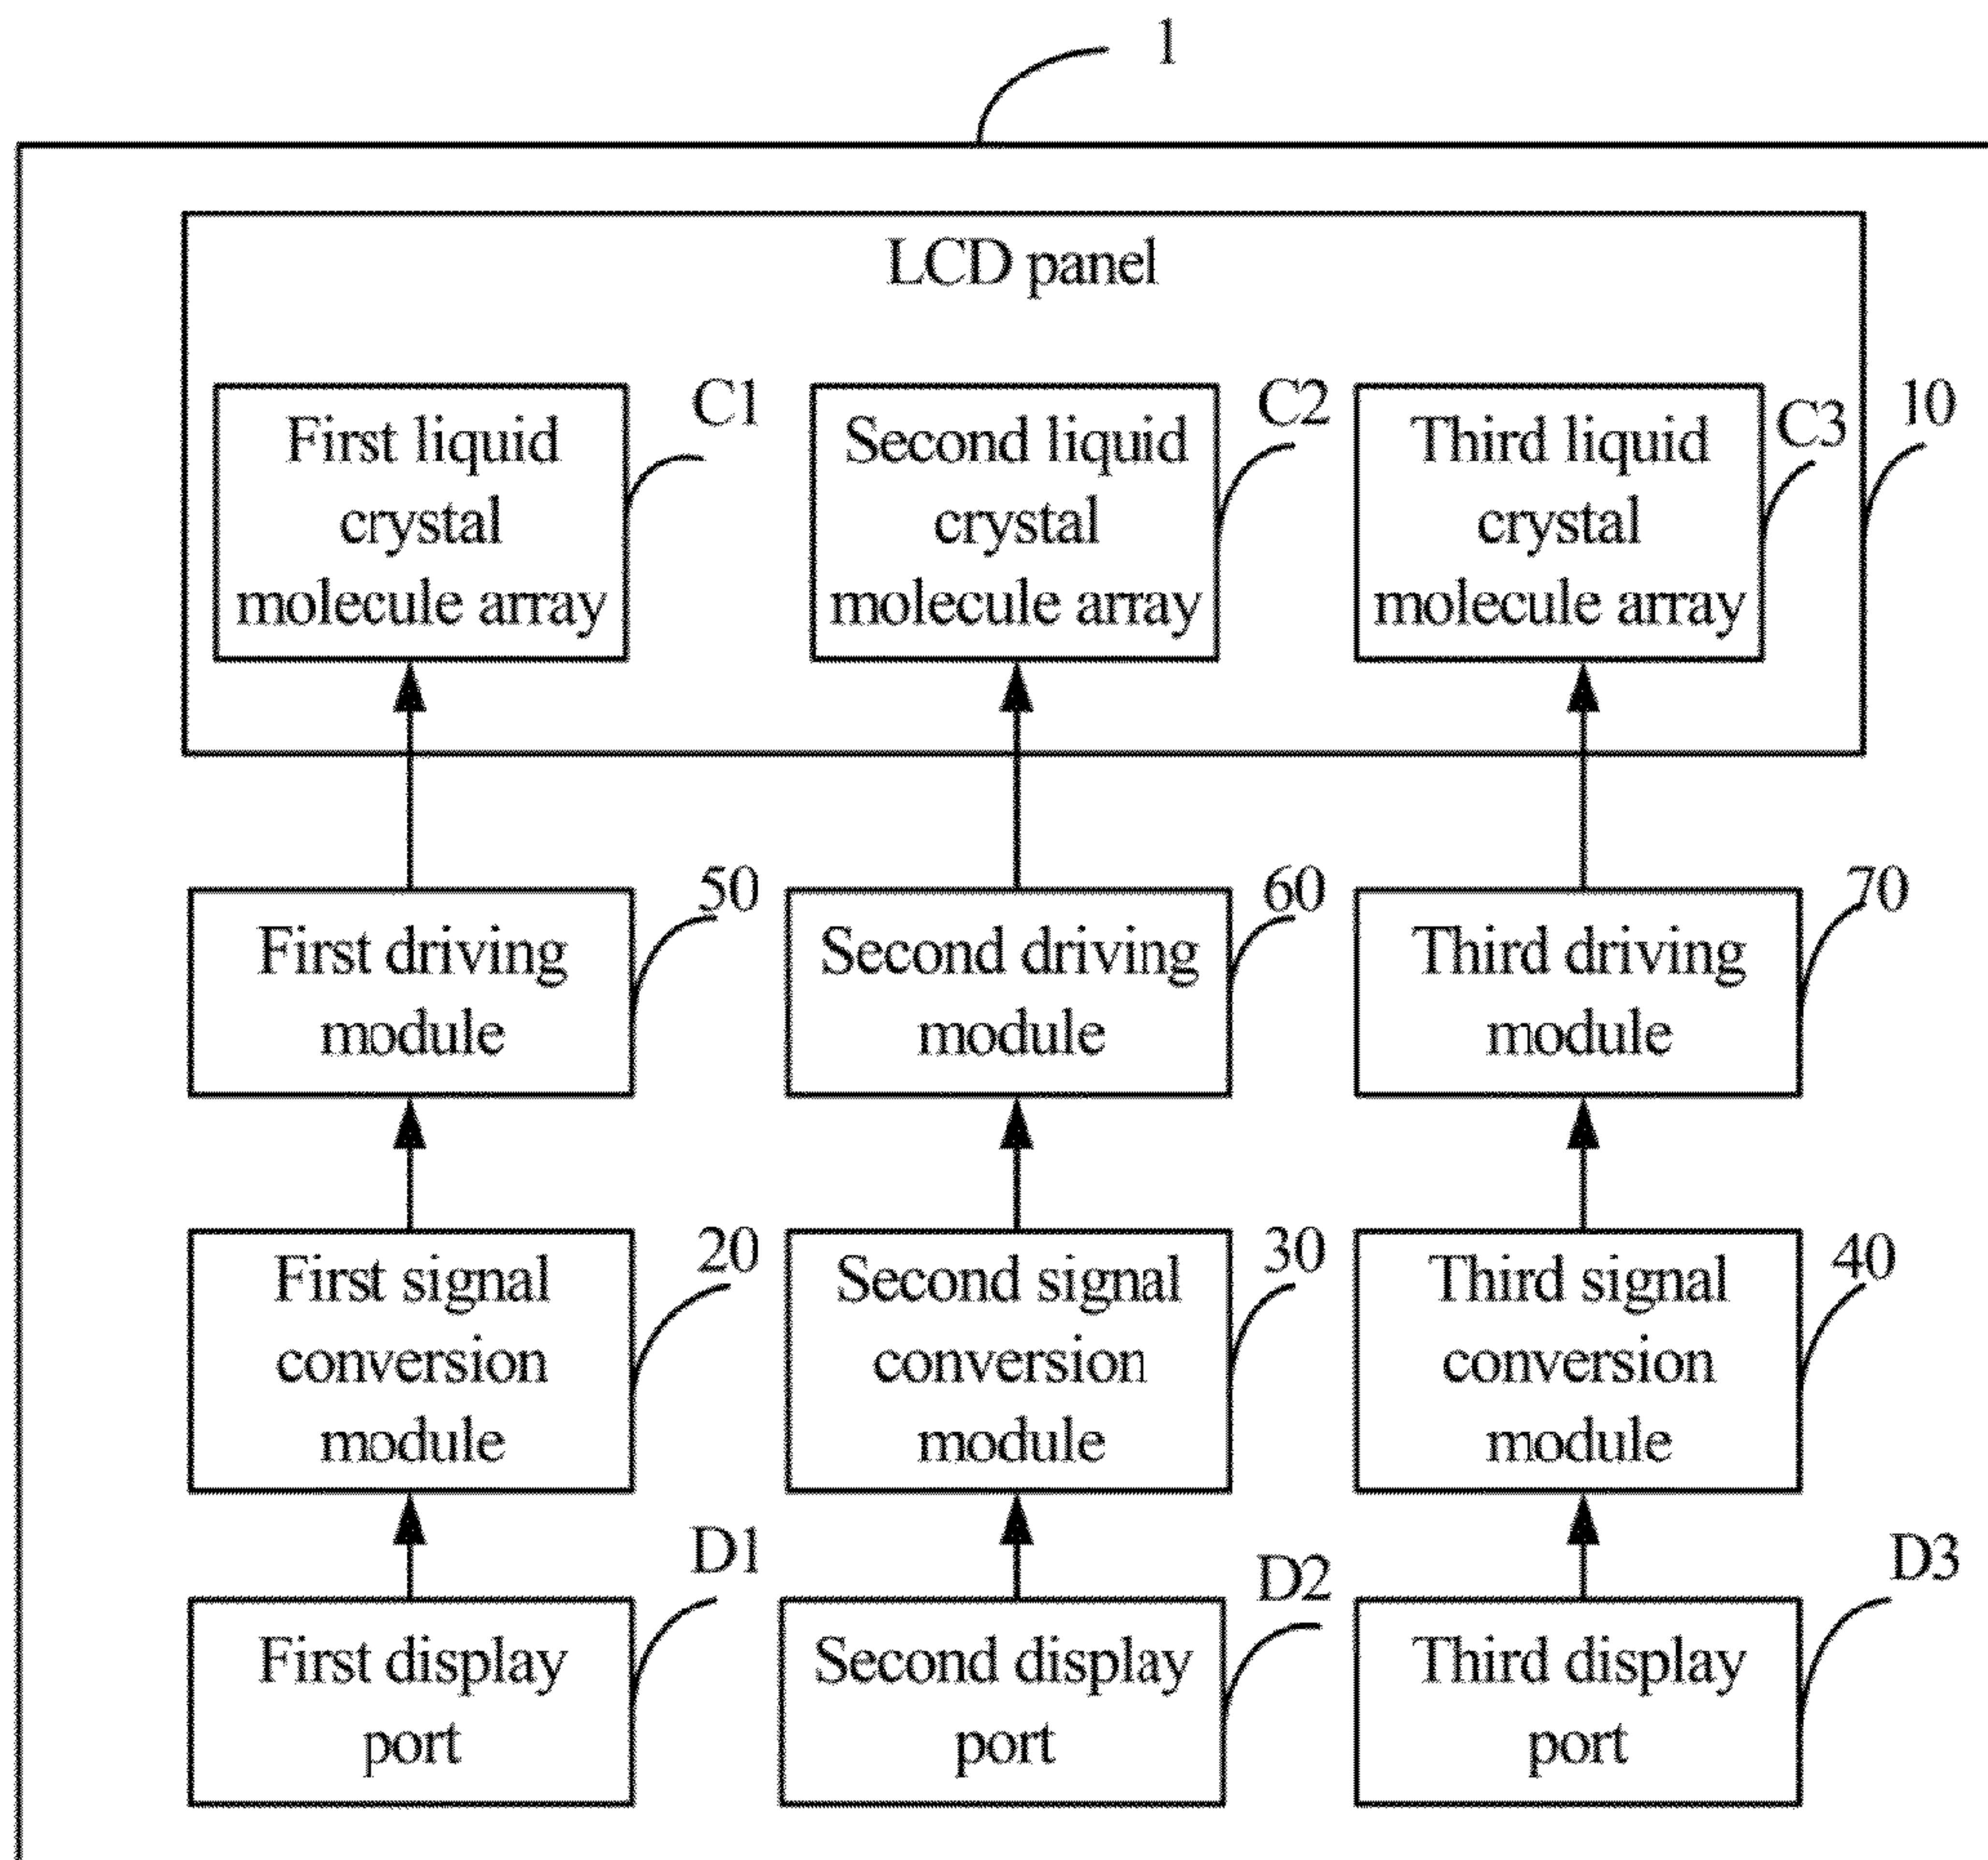 1
LCD panel
First liquid
crystal
molecule array
C1
Second liquid
crystal
molecule array
C2
Third liquid
crystal
molecule array
C3
10
First driving
module
50
Second driving
module
60
Third driving
module
70
First signal
conversion
module
20
Second signal
conversion
module
30
Third signal
conversion
module
40
First display
port
D1
Second display
port
D2
Third display
port
D3